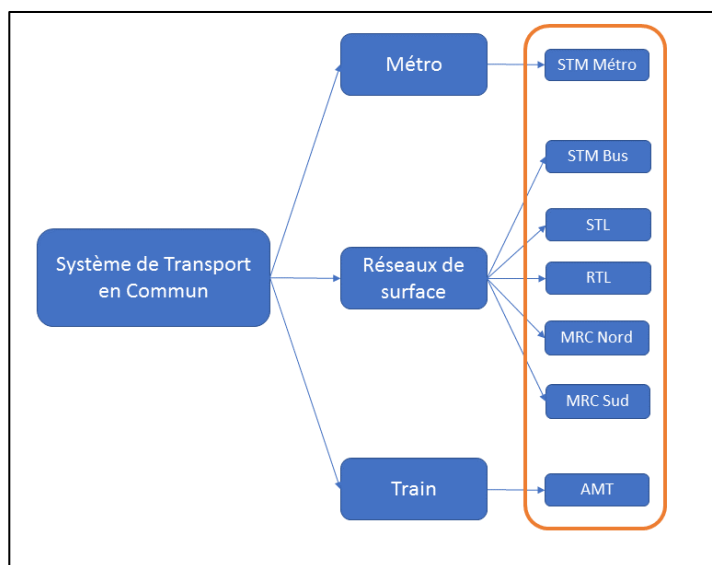 Métro
STM Métro
STM Bus
STL
Système de Transport
en Commun
Réseaux de
surface
RTL
MRC Nord
MRC Sud
Train
AMT